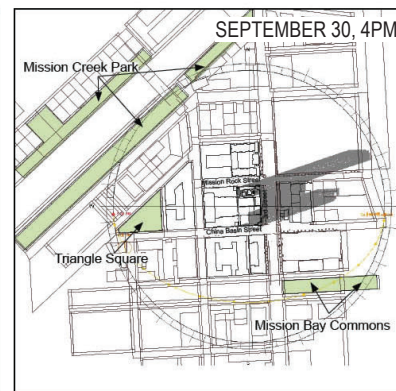 SEPTEMBER 30, 4PM
Mission Creek Park
Mission Rock Street
China Basin Street
Triangle Square
Mission Bay Commons